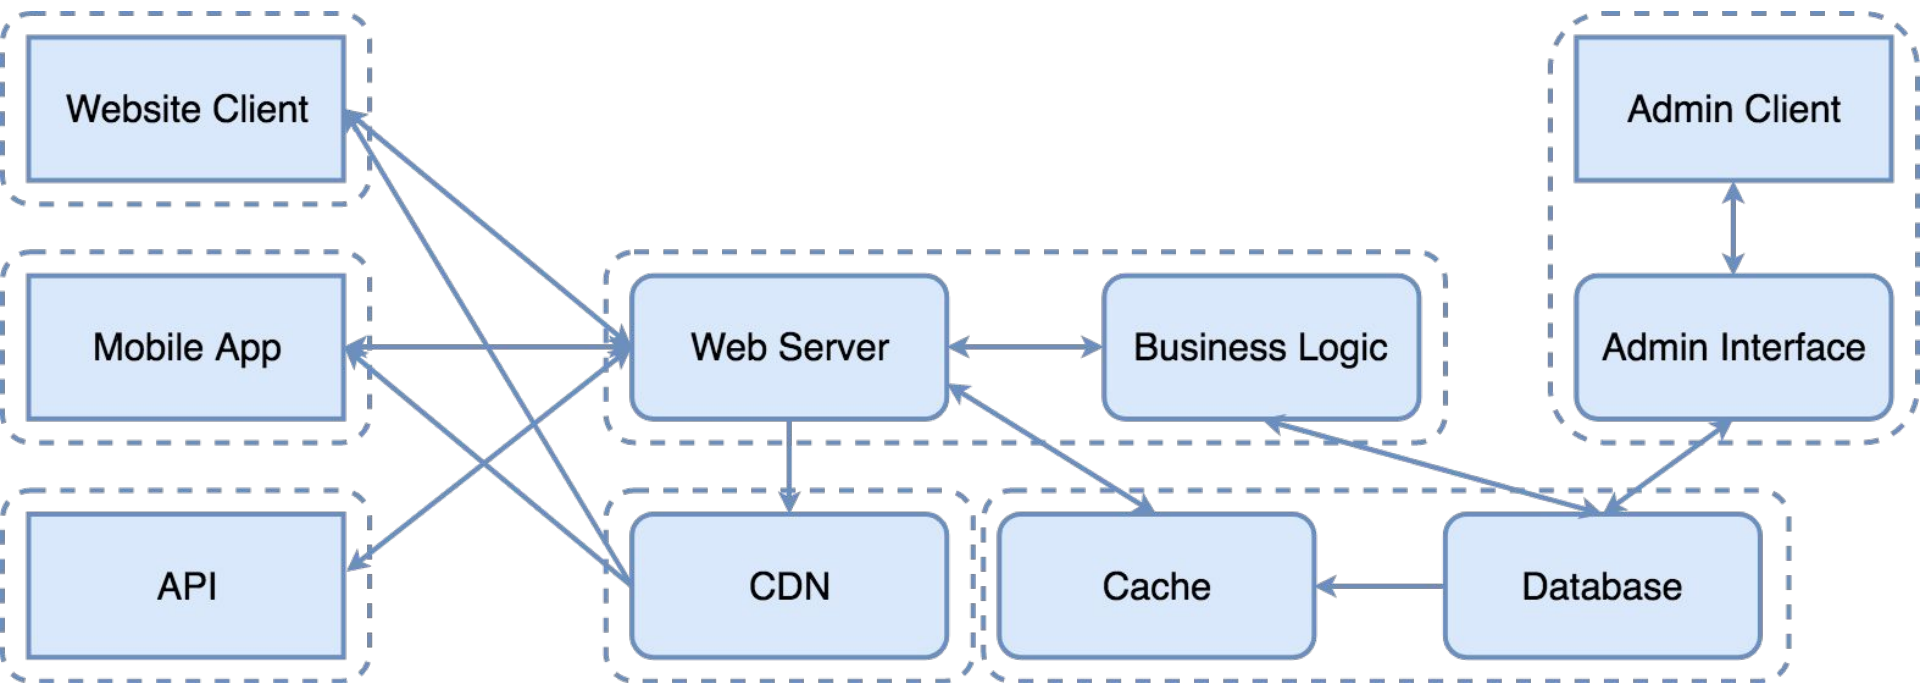 Website Client
Admin Client
Mobile App
Web Server
Business Logic
Admin Interface
API
CDN
Cache
Database